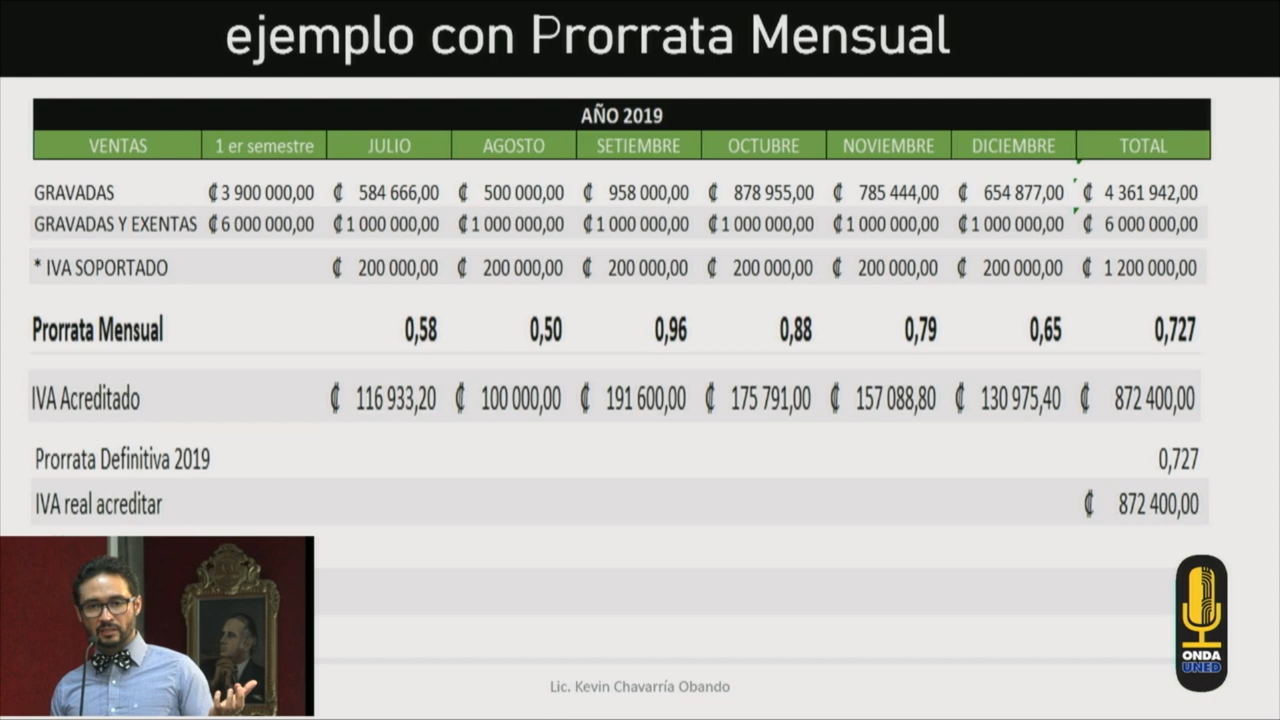 ejemplo con Prorrata Mensual
AÑO 2019
VENTAS 1 er semestre JULIO AGOSTO SETIEMBRE OCTUBRE NOVIEMBRE DICIEMBRE TOTAL
GRAVADAS ₡ 3 900 000,00 ₡ 584 666,00 ₡ 500 000,00 ₡ 958 000,00 ₡ 878 955,00 ₡ 785 444,00 ₡ 654 877,00 ₡ 4 361 942,00
GRAVADAS Y EXENTAS ₡ 6 000 000,00 ₡ 1 000 000,00 ₡ 1 000 000,00 ₡ 1 000 000,00 ₡ 1 000 000,00 ₡ 1 000 000,00 ₡ 1 000 000,00 ₡ 6 000 000,00
* IVA SOPORTADO ₡ 200 000,00 ₡ 200 000,00 ₡ 200 000,00 ₡ 200 000,00 ₡ 200 000,00 ₡ 200 000,00 ₡ 1 200 000,00
Prorrata Mensual 0,58 0,50 0,96 0,88 0,79 0,65 0,727
IVA Acreditado ₡ 116 933,20 ₡ 100 000,00 ₡ 191 600,00 ₡ 175 791,00 ₡ 157 088,80 ₡ 130 975,40 ₡ 872 400,00
Prorrata Definitiva 2019 0,727
IVA real acreditar ₡ 872 400,00
ONDA
UNED
Lic. Kevin Chavarría Obando